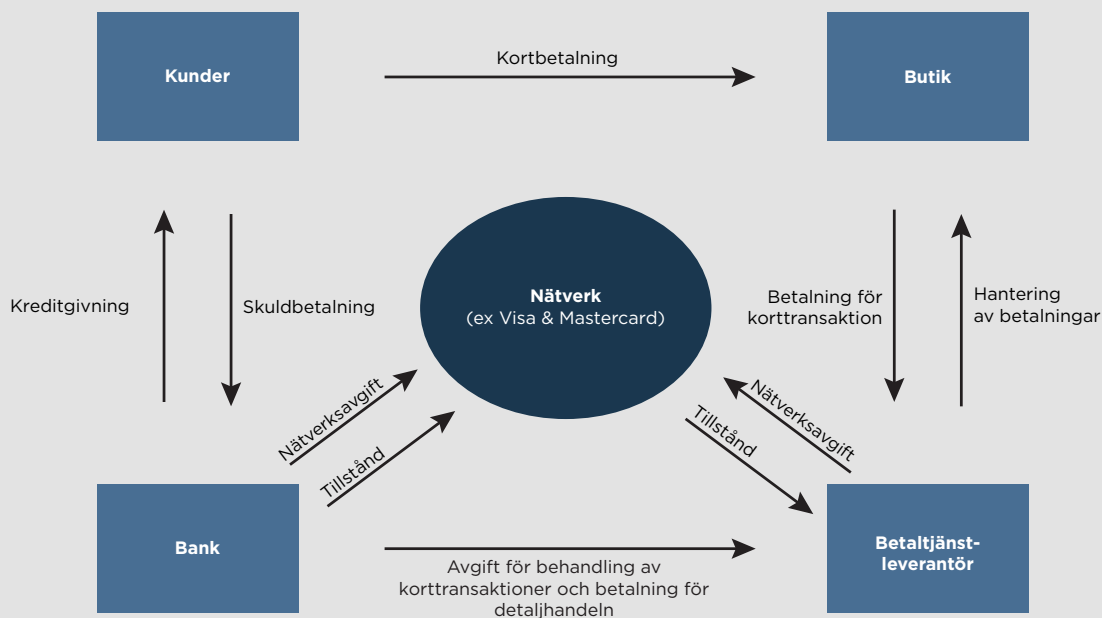 Kortbetalning
Kunder
Butik
Kreditgivning
Skuldbetalning
Nätverk
(ex Visa & Mastercard)
Betalning för
korttransaktion
Hantering
av betalningar
Nätverksavgift
Tillstånd
Tillstånd
Nätverksavgift
Bank
Avgift för behandling av
korttransaktioner och betalning för
detaljhandeln
Betaltjänst-
leverantör